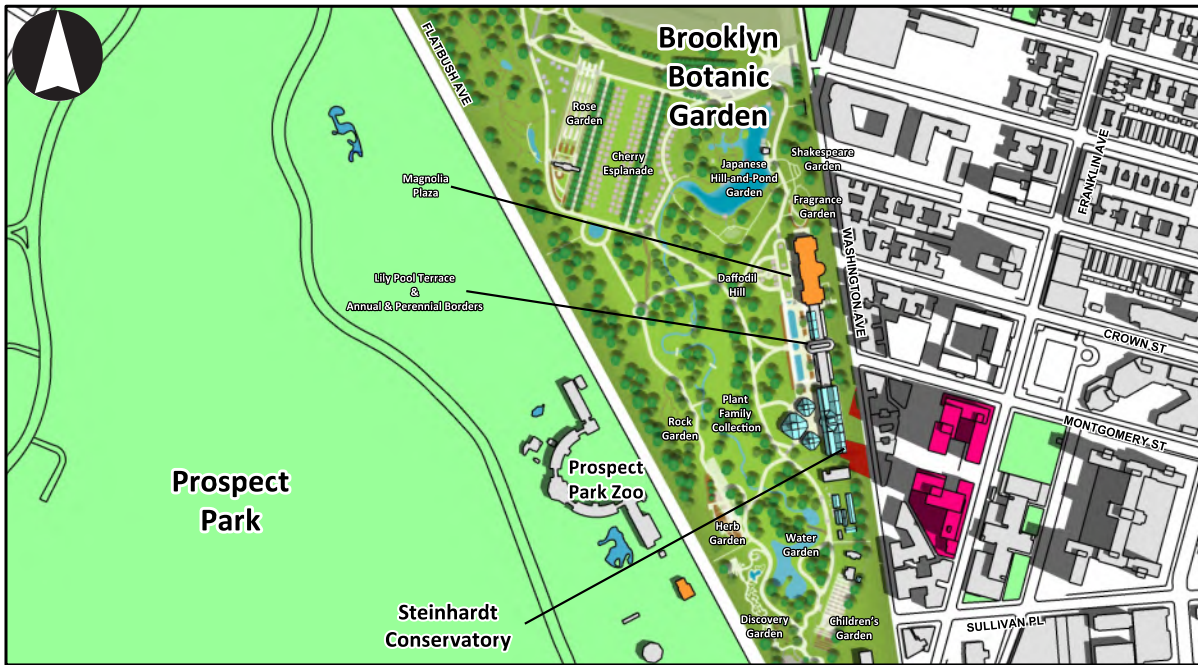 FLATBUSH AVE
Brooklyn
Botanic
Garden
Rose
Garden
Cherry
Esplanade
Japanese
Hill-and-Pond
Garden
Shakespeare
Garden
FRANKLIN AVE
Magnolia
Plaza
Fragrance
Garden
WASHINGTON AVE
Lily Pool Terrace
&
Annual & Perennial Borders
Daffodil
Hill
CROWN ST
Plant
Family
Collection
Rock
Garden
MONTGOMERY ST
Prospect
Park
Prospect
Park Zoo
Herb
Garden
Water
Garden
Steinhardt
Conservatory
Discovery
Garden
Children's
Garden
SULLIVAN PL